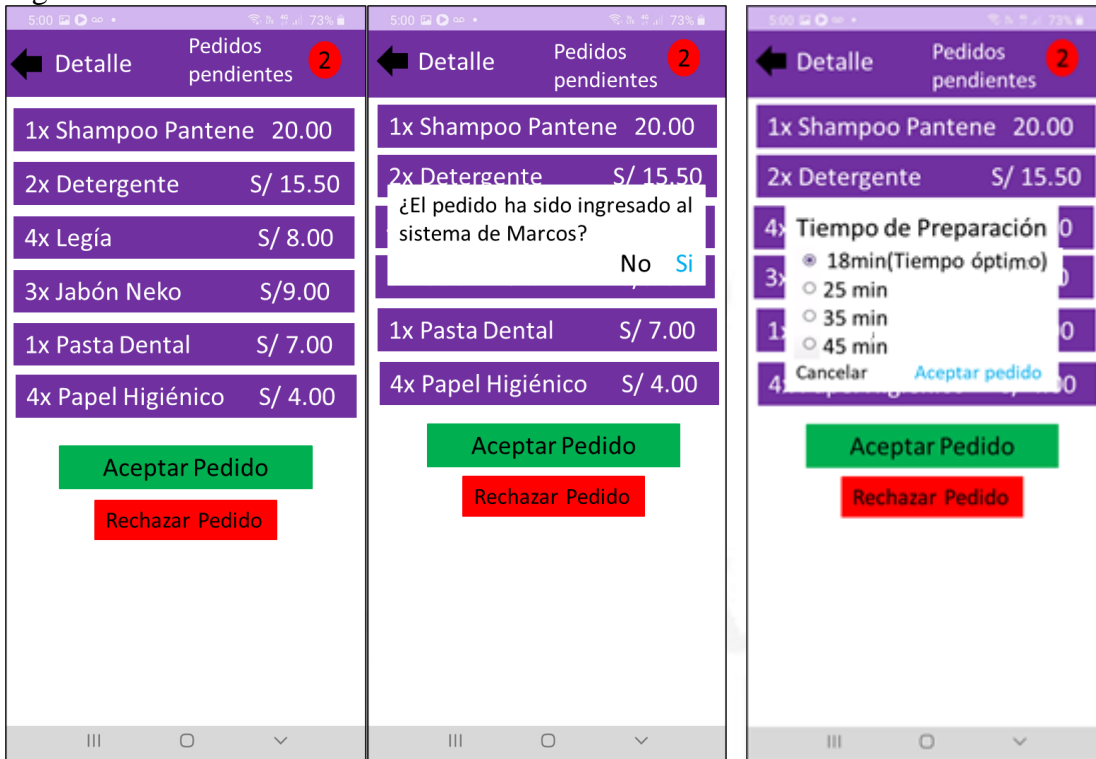 5:00 73%
Detalle
Pedidos
pendientes
2
1x Shampoo Pantene 20.00
2x Detergente S/ 15.50
4x Legía S/ 8.00
3x Jabón Neko S/9.00
1x Pasta Dental S/ 7.00
4x Papel Higiénico S/ 4.00
Aceptar Pedido
Rechazar Pedido
5:00 73%
Detalle
Pedidos
pendientes
2
1x Shampoo Pantene 20.00
2x Detergente S/ 15.50
¿El pedido ha sido ingresado al
sistema de Marcos?
No Si
1x Pasta Dental S/ 7.00
4x Papel Higiénico S/ 4.00
Aceptar Pedido
Rechazar Pedido
5:00 73%
Detalle
Pedidos
pendientes
2
1x Shampoo Pantene 20.00
2x Detergente S/ 15.50
4x
Tiempo de Preparación
0
18min(Tiempo óptimo)
25 min
35 min
45 min
Cancelar Aceptar pedido
Aceptar Pedido
Rechazar Pedido